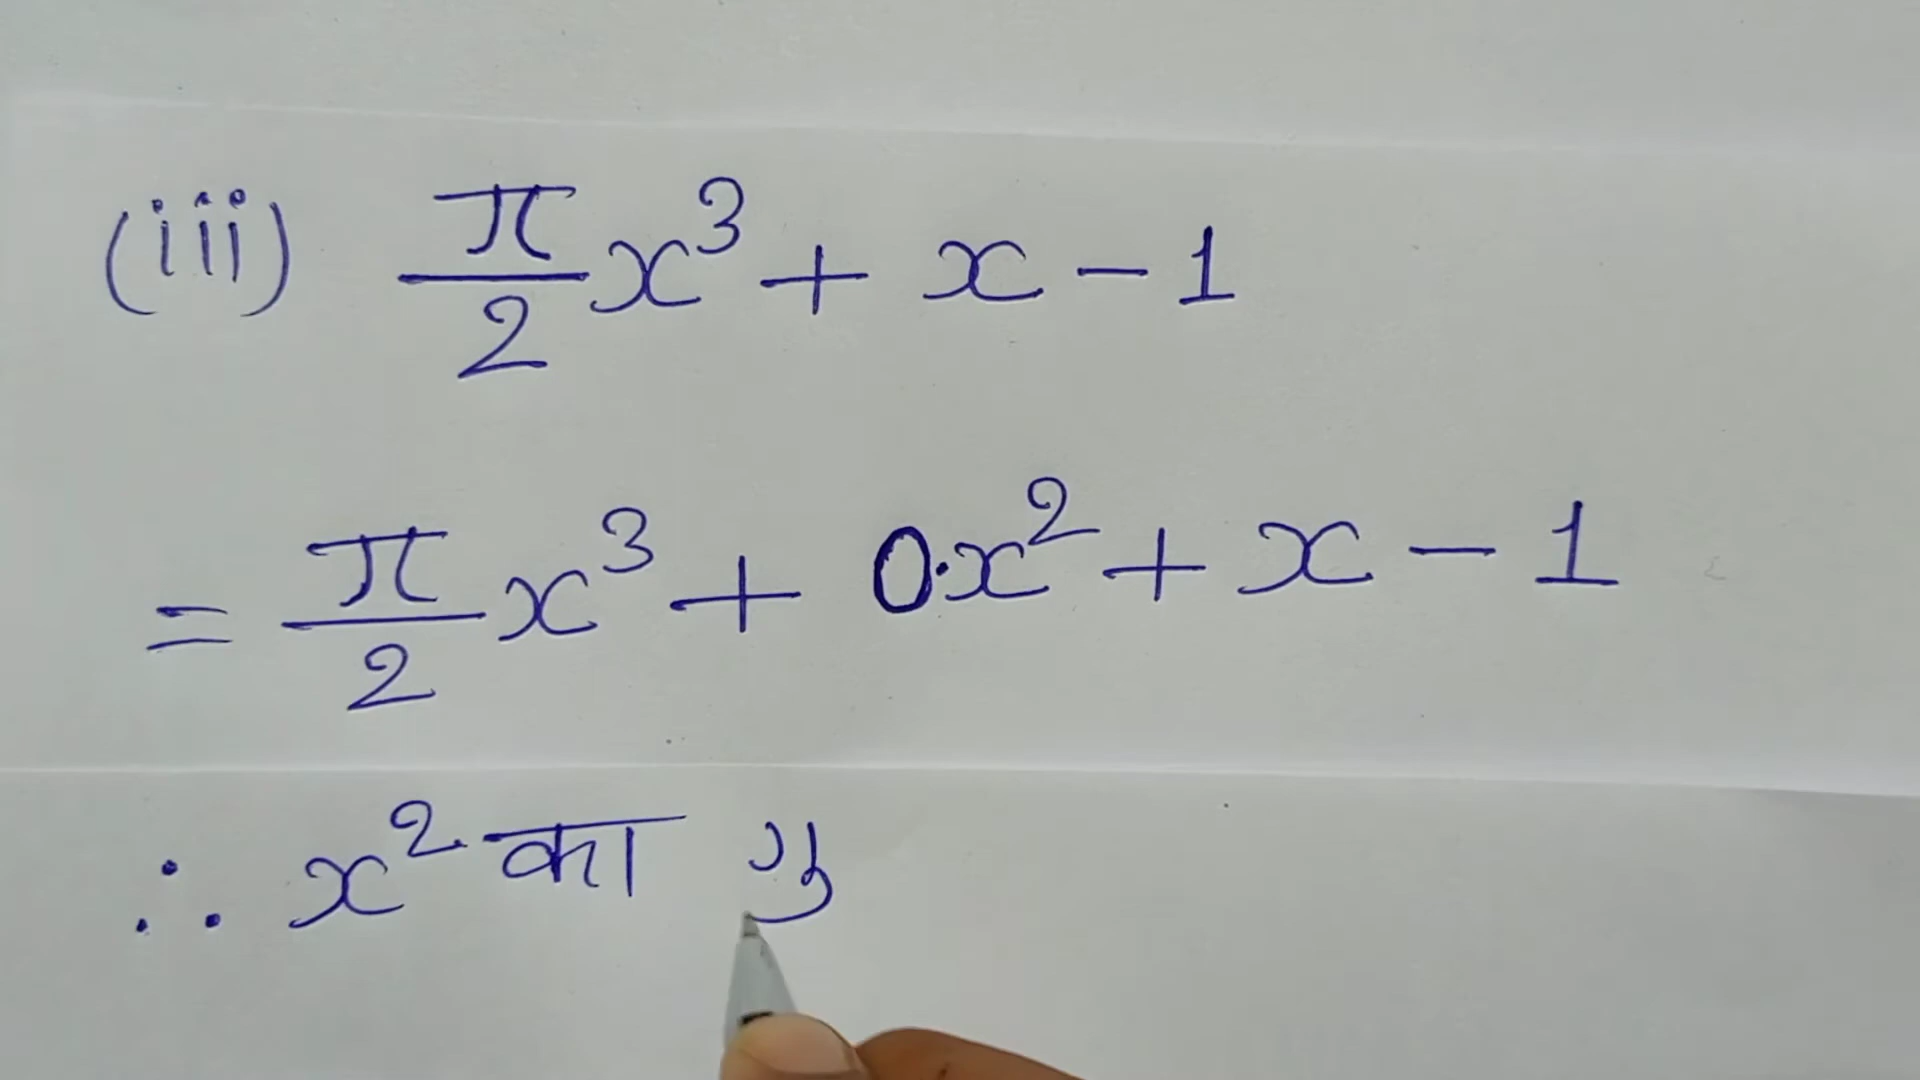 (iii) π/2 x³ + x - 1
= π/2 x³ + 0·x² + x - 1
∴ x² का गु